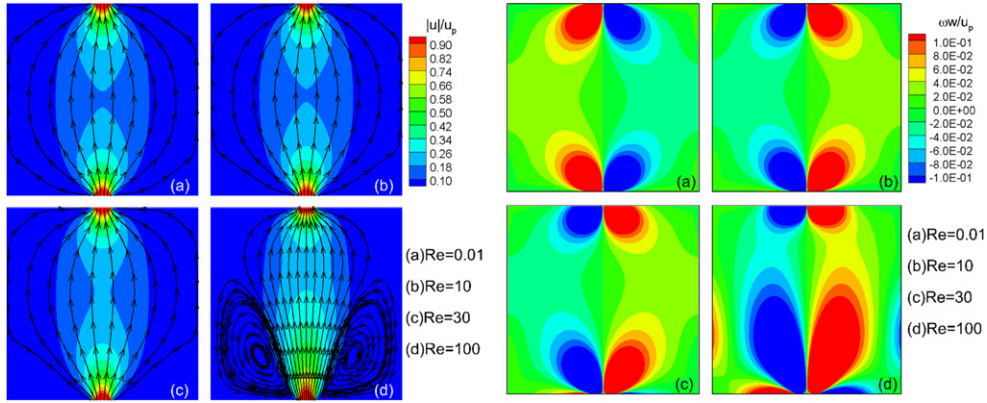 |u|/uₚ
0.90
0.82
0.74
0.66
0.58
0.50
0.42
0.34
0.26
0.18
0.10
(a)
(b)
(c)
(d)
(a)Re=0.01
(b)Re=10
(c)Re=30
(d)Re=100
ωw/uₚ
1.0E-01
8.0E-02
6.0E-02
4.0E-02
2.0E-02
0.0E+00
-2.0E-02
-4.0E-02
-6.0E-02
-8.0E-02
-1.0E-01
(a)
(b)
(c)
(d)
(a)Re=0.01
(b)Re=10
(c)Re=30
(d)Re=100